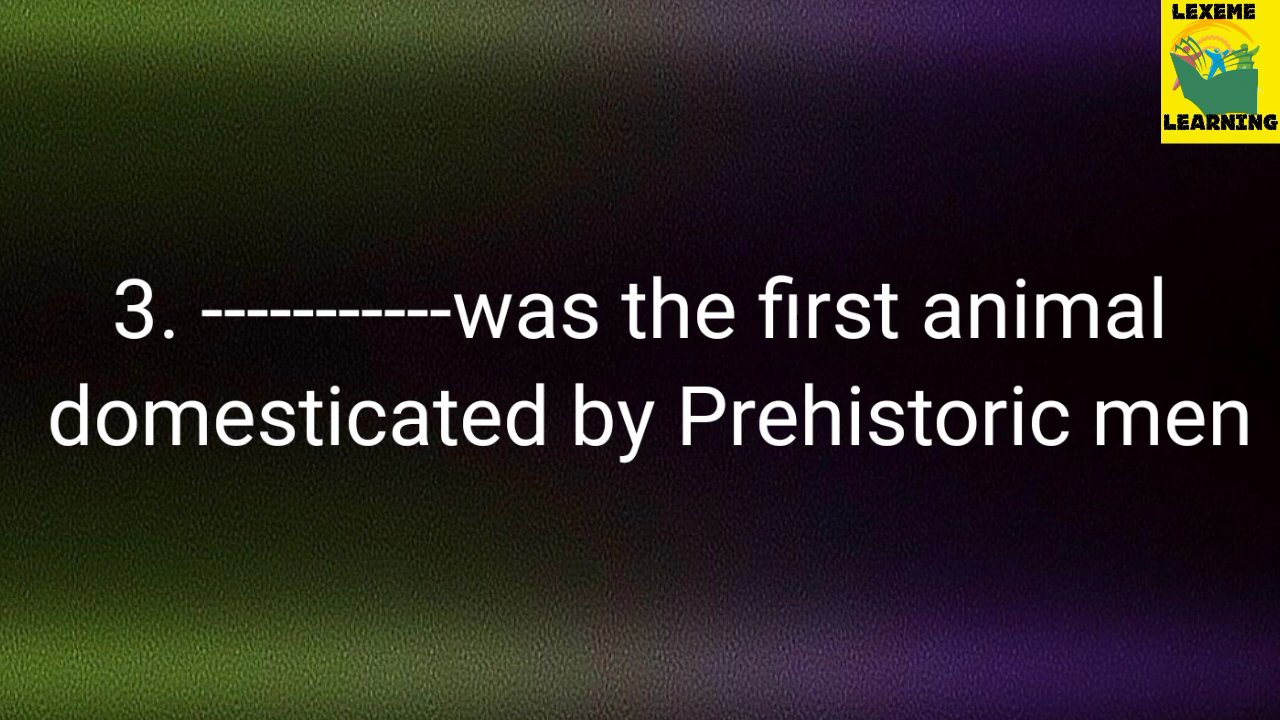 LEXEME
LEARNING
3. -----------was the first animal
domesticated by Prehistoric men